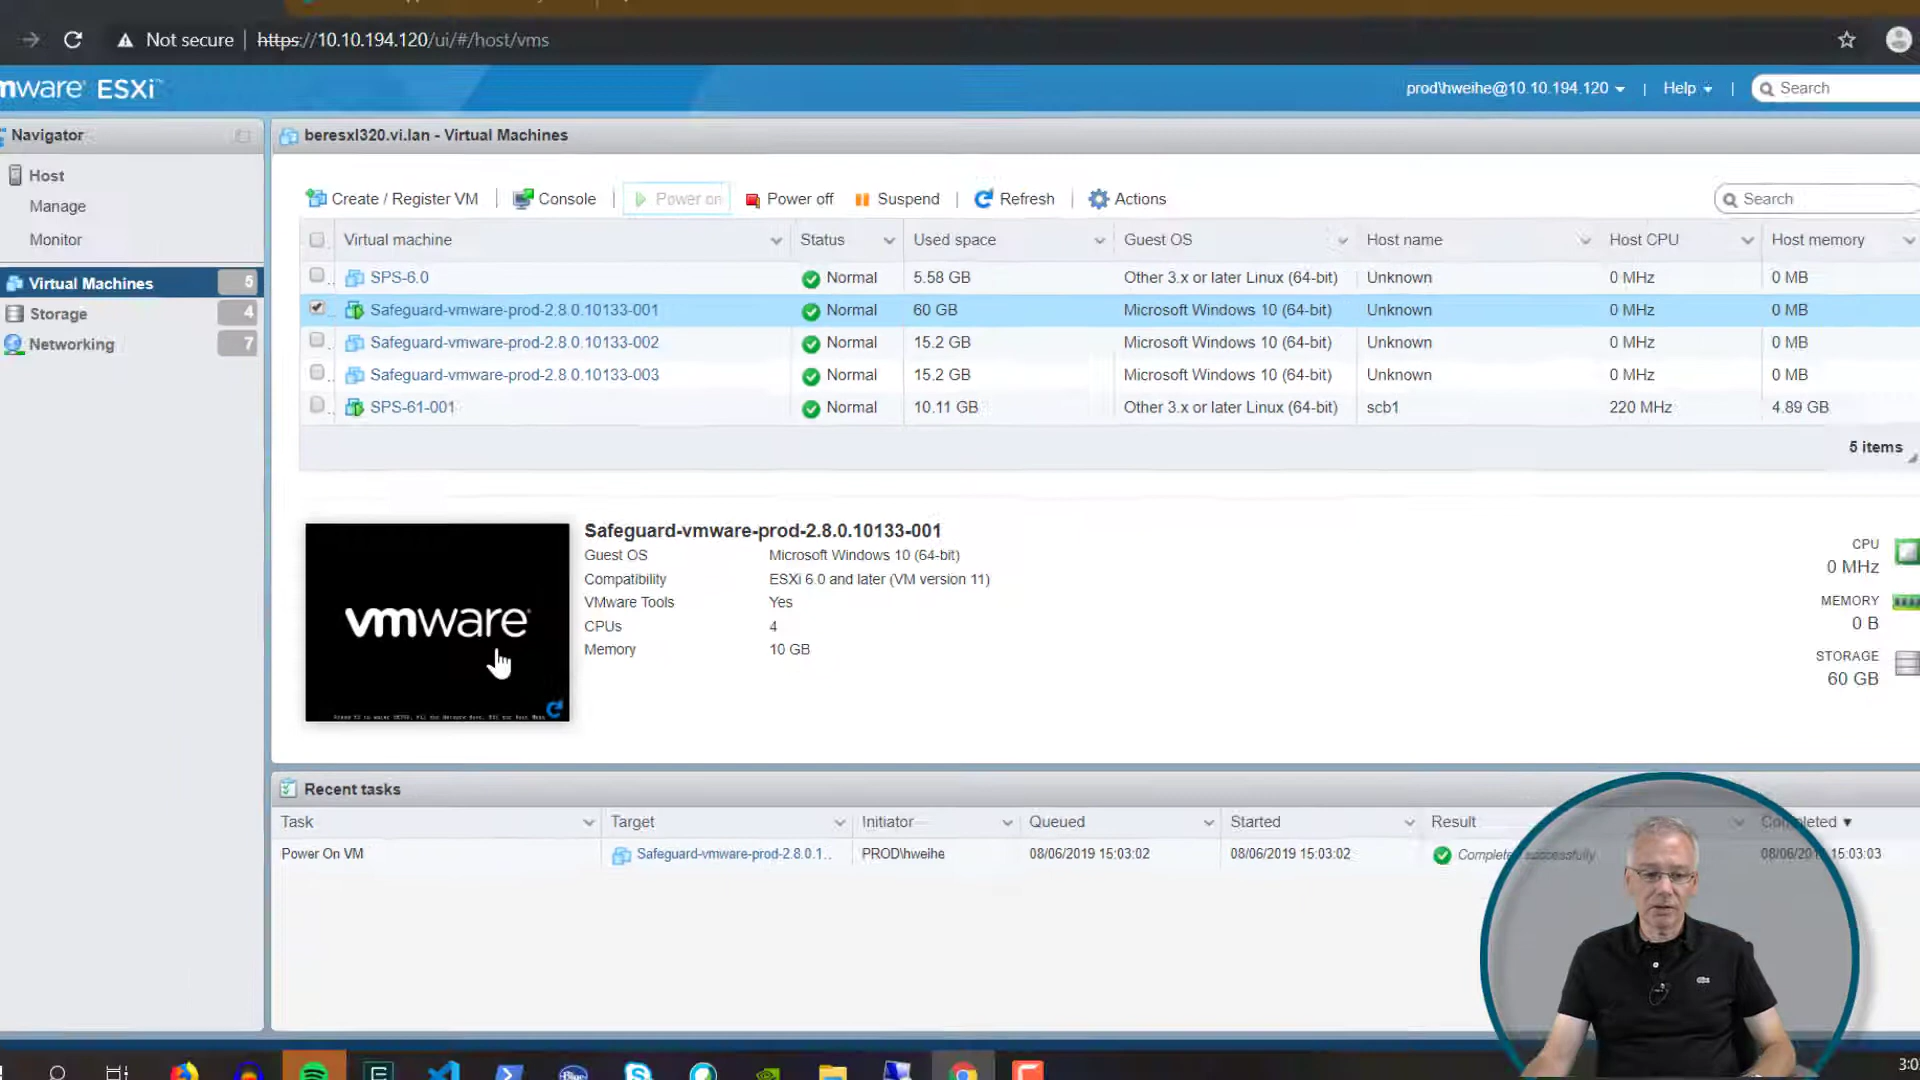 Not secure | https://10.10.194.120/ui/#/host/vms
mware ESXi™
prod\hweihe@10.10.194.120 | Help | Search
Navigator
beresxl320.vi.lan - Virtual Machines
Host
Manage
Monitor
Virtual Machines 5
Storage 4
Networking 7
Create / Register VM | Console | Power on Power off Suspend | Refresh | Actions
Search
Virtual machine Status Used space Guest OS Host name Host CPU Host memory
SPS-6.0 Normal 5.58 GB Other 3.x or later Linux (64-bit) Unknown 0 MHz 0 MB
Safeguard-vmware-prod-2.8.0.10133-001 Normal 60 GB Microsoft Windows 10 (64-bit) Unknown 0 MHz 0 MB
Safeguard-vmware-prod-2.8.0.10133-002 Normal 15.2 GB Microsoft Windows 10 (64-bit) Unknown 0 MHz 0 MB
Safeguard-vmware-prod-2.8.0.10133-003 Normal 15.2 GB Microsoft Windows 10 (64-bit) Unknown 0 MHz 0 MB
SPS-61-001 Normal 10.11 GB Other 3.x or later Linux (64-bit) scb1 220 MHz 4.89 GB
5 items
vmware
Safeguard-vmware-prod-2.8.0.10133-001
Guest OS Microsoft Windows 10 (64-bit)
Compatibility ESXi 6.0 and later (VM version 11)
VMware Tools Yes
CPUs 4
Memory 10 GB
CPU
0 MHz
MEMORY
0 B
STORAGE
60 GB
Recent tasks
Task Target Initiator Queued Started Result Completed
Power On VM Safeguard-vmware-prod-2.8.0.1... PROD\hweihe 08/06/2019 15:03:02 08/06/2019 15:03:02 Completed successfully 08/06/2019 15:03:03
3:0